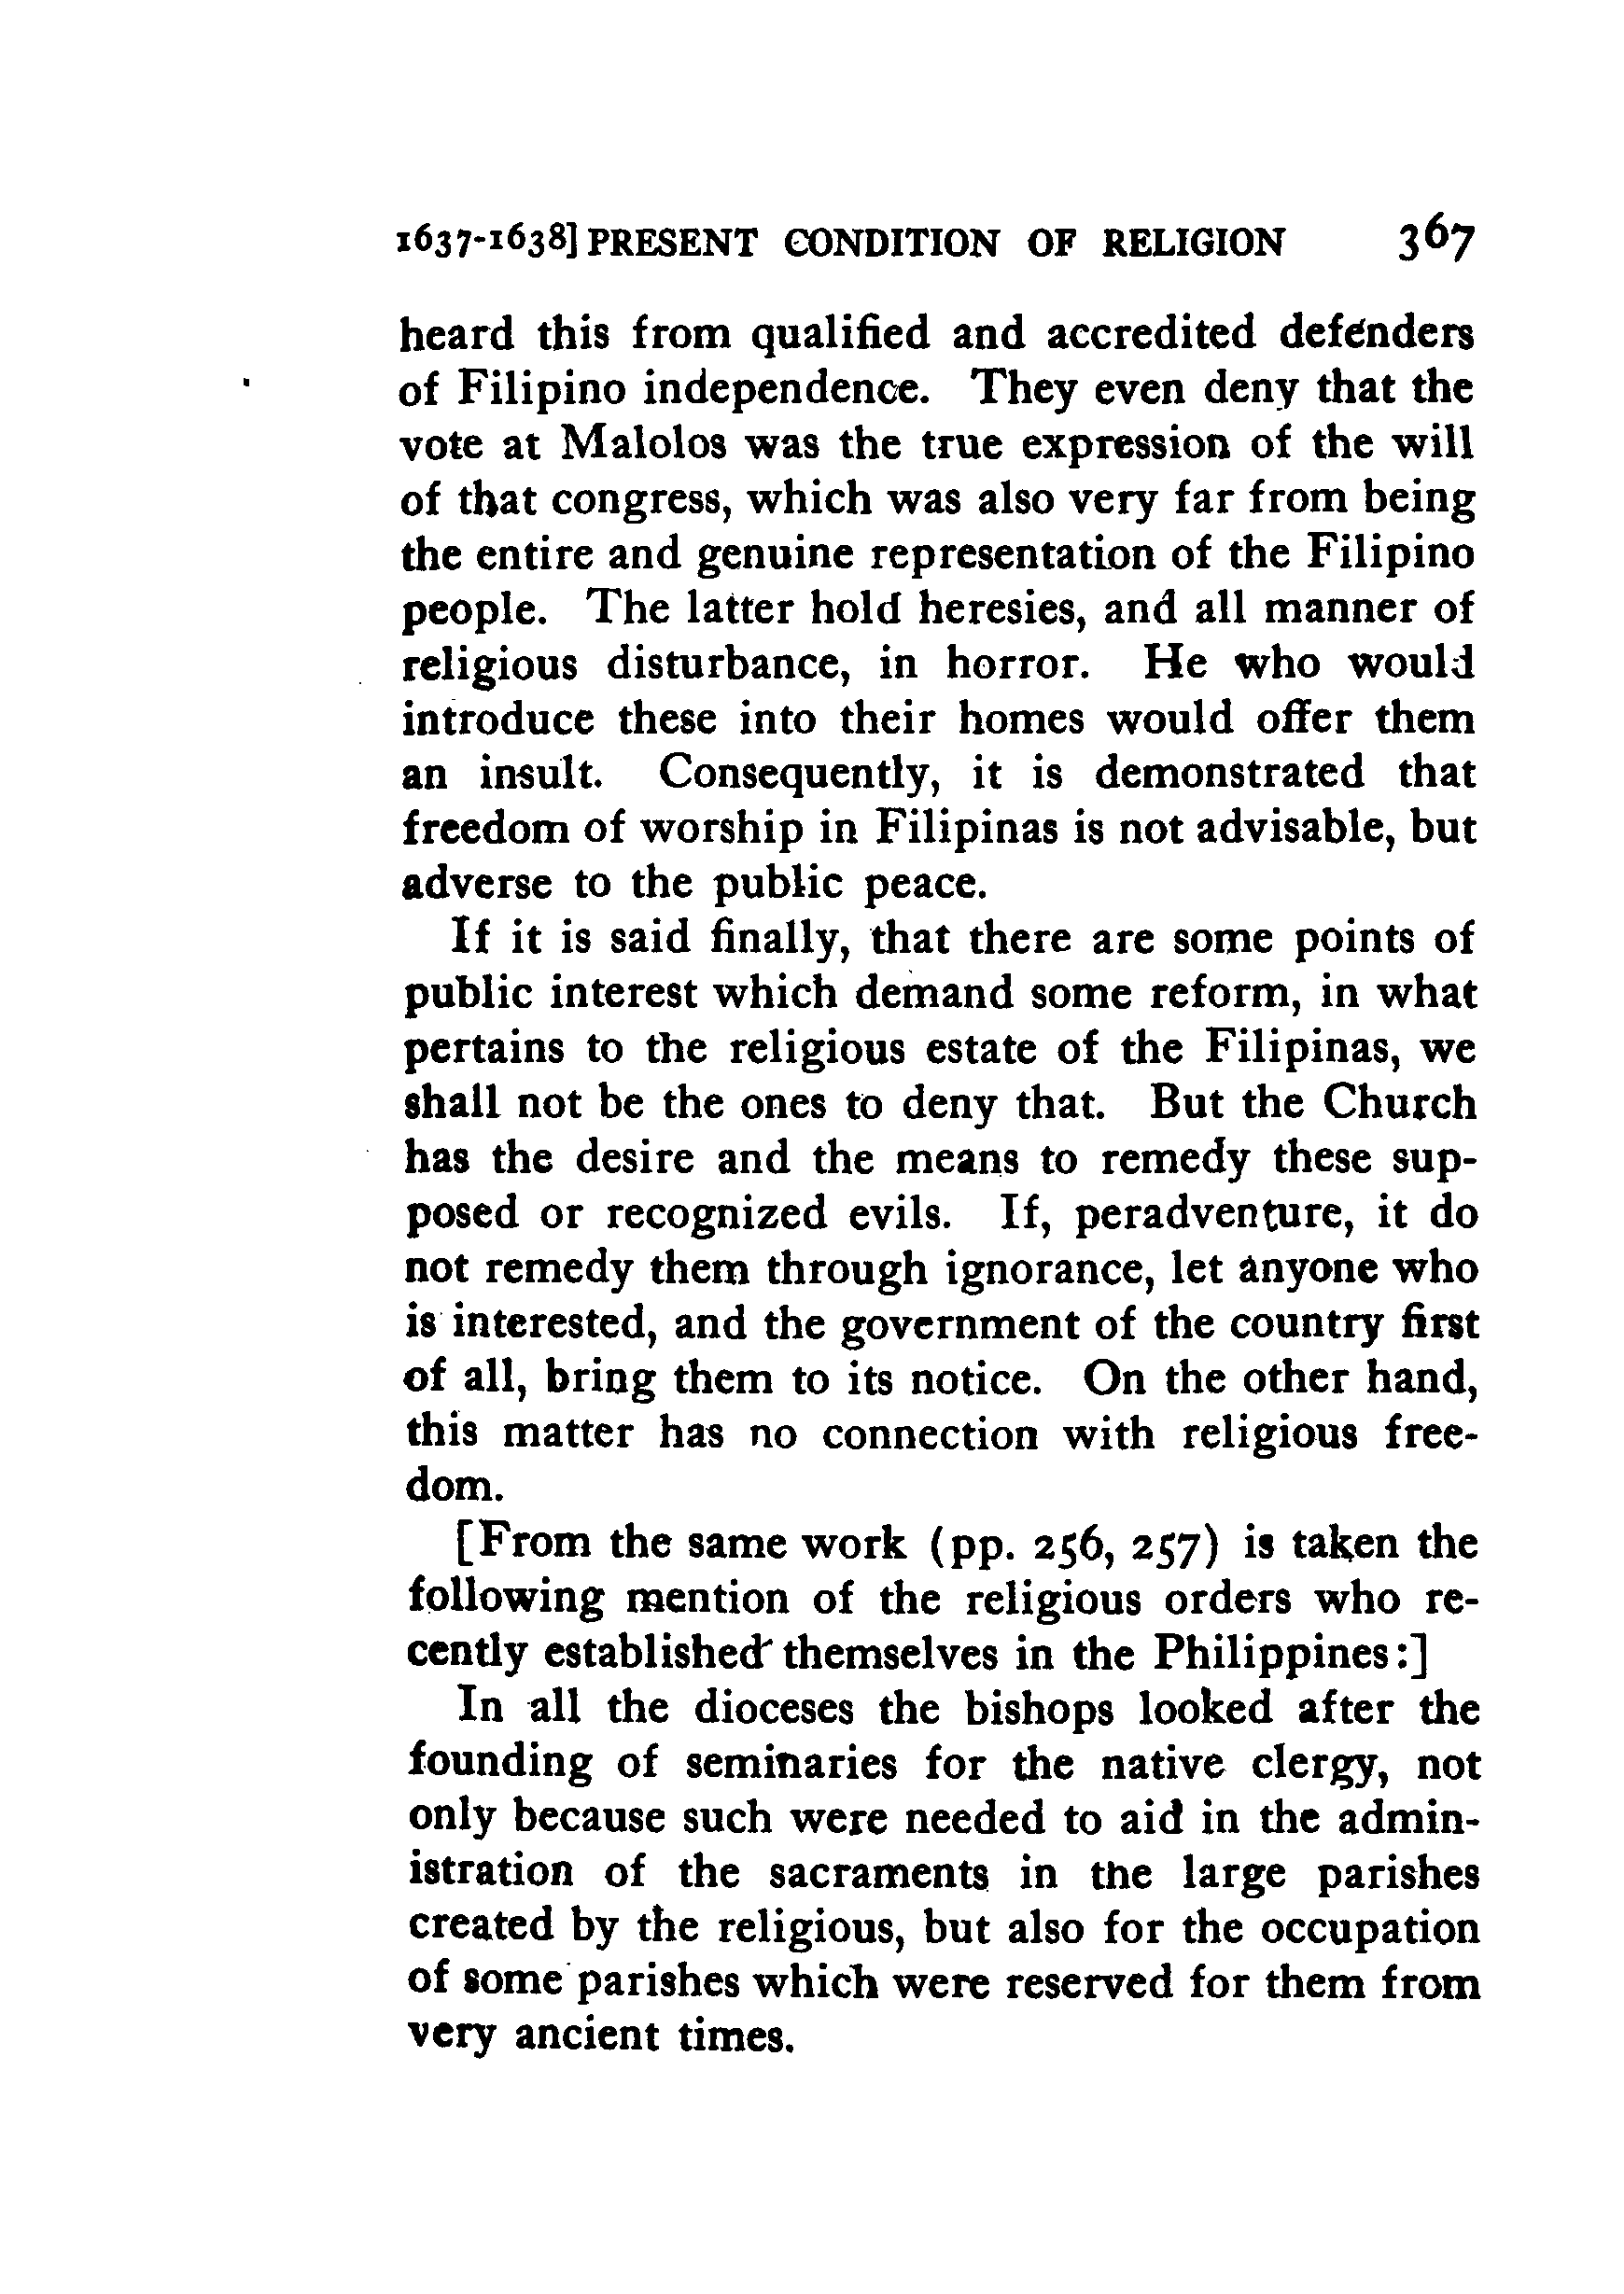 1637-1638] PRESENT CONDITION OF RELIGION 367
heard this from qualified and accredited defenders
of Filipino independence. They even deny that the
vote at Malolos was the true expression of the will
of that congress, which was also very far from being
the entire and genuine representation of the Filipino
people. The latter hold heresies, and all manner of
religious disturbance, in horror. He who would
introduce these into their homes would offer them
an insult. Consequently, it is demonstrated that
freedom of worship in Filipinas is not advisable, but
adverse to the public peace.
If it is said finally, that there are some points of
public interest which demand some reform, in what
pertains to the religious estate of the Filipinas, we
shall not be the ones to deny that. But the Church
has the desire and the means to remedy these sup-
posed or recognized evils. If, peradventure, it do
not remedy them through ignorance, let anyone who
is interested, and the government of the country first
of all, bring them to its notice. On the other hand,
this matter has no connection with religious free-
dom.
[From the same work (pp. 256, 257) is taken the
following mention of the religious orders who re-
cently established themselves in the Philippines:]
In all the dioceses the bishops looked after the
founding of seminaries for the native clergy, not
only because such were needed to aid in the admin-
istration of the sacraments in the large parishes
created by the religious, but also for the occupation
of some parishes which were reserved for them from
very ancient times.